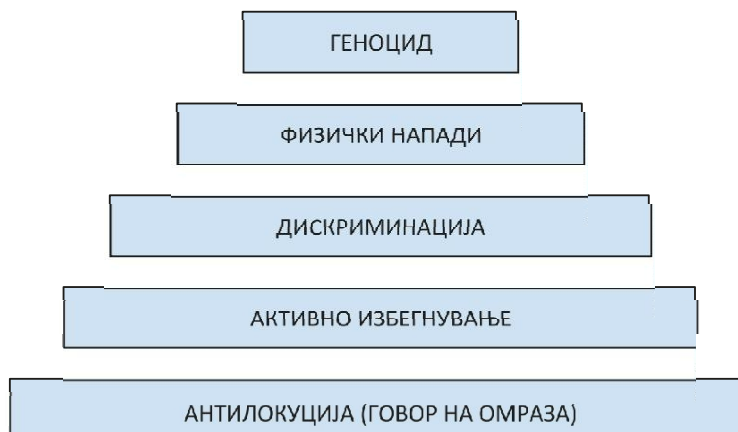 ГЕНОЦИД
ФИЗИЧКИ НАПАДИ
ДИСКРИМИНАЦИЈА
АКТИВНО ИЗБЕГНУВАЊЕ
АНТИЛОКУЦИЈА (ГОВОР НА ОМРАЗА)